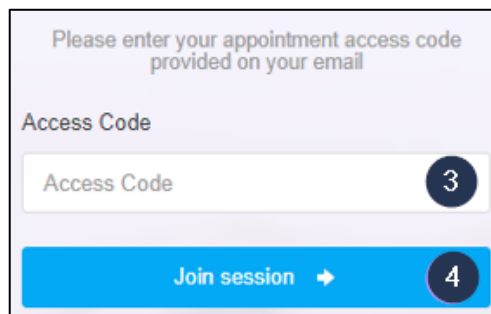 Please enter your appointment access code
provided on your email
Access Code
Access Code
3
Join session
4